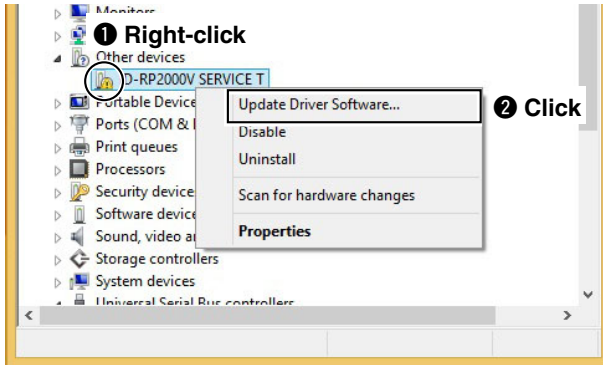 Monitors
❶ Right-click
Other devices
D-RP2000V SERVICE T
Portable Device
Update Driver Software...
❷ Click
Ports (COM &
Disable
Print queues
Uninstall
Processors
Security device
Scan for hardware changes
Software device
Sound, video a
Properties
Storage controllers
System devices
Universal Serial Bus controllers